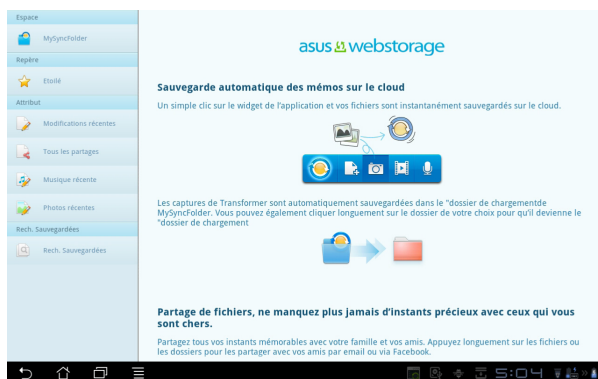 Espace
MySyncFolder
Repère
Etoilé
Attribut
Modifications récentes
Tous les partages
Musique récente
Photos récentes
Rech. Sauvegardées
Rech. Sauvegardées
asus webstorage
Sauvegarde automatique des mémos sur le cloud
Un simple clic sur le widget de l'application et vos fichiers sont instantanément sauvegardés sur le cloud.
Les captures de Transformer sont automatiquement sauvegardées dans le "dossier de chargementde
MySyncFolder. Vous pouvez également cliquer longuement sur le dossier de votre choix pour qu'il devienne le
"dossier de chargement
Partage de fichiers, ne manquez plus jamais d'instants précieux avec ceux qui vous
sont chers.
Partagez tous vos instants mémorables avec votre famille et vos amis. Appuyez longuement sur les fichiers ou
les dossiers pour les partager avec vos amis par email ou via Facebook.
5:04